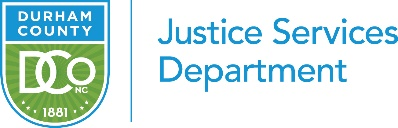 DURHAM
COUNTY
DCo
NC
1881
Justice Services
Department